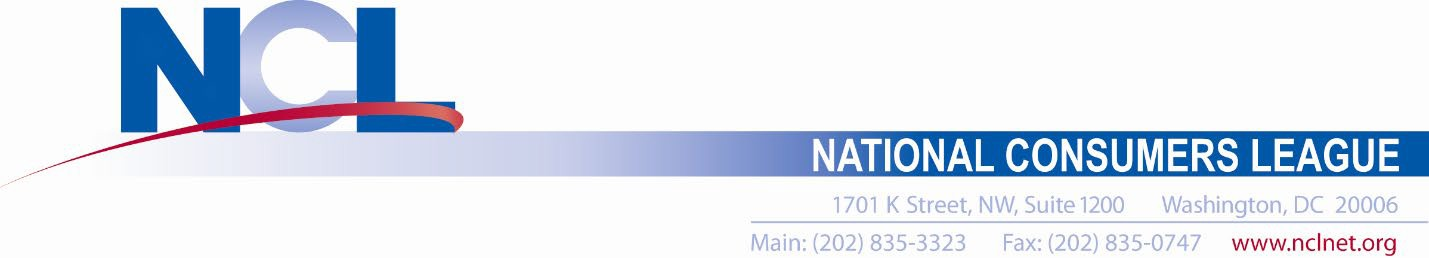 NCL
NATIONAL CONSUMERS LEAGUE
1701 K Street, NW, Suite 1200 Washington, DC 20006
Main: (202) 835-3323 Fax: (202) 835-0747 www.nclnet.org